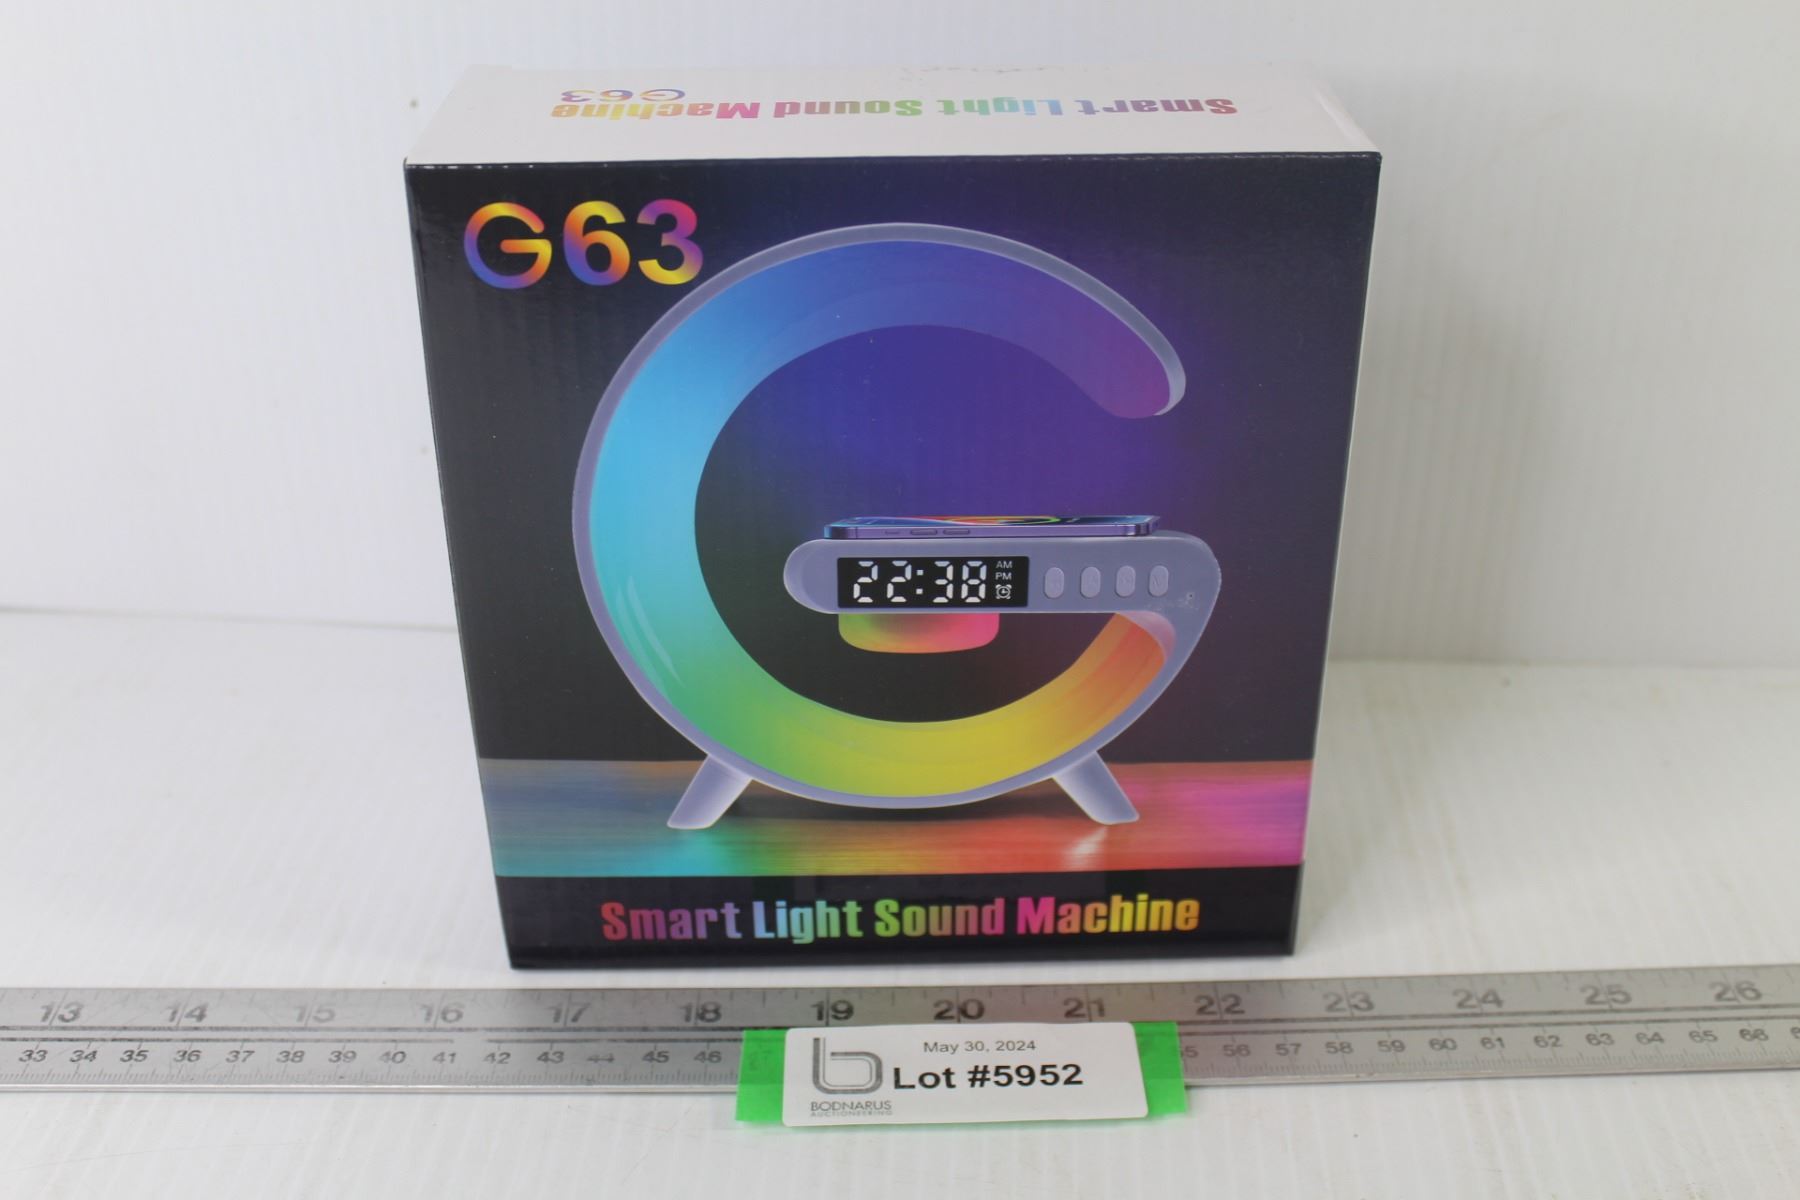 Smart Light Sound Machine
G63
G63
22:38
AM
PM
Smart Light Sound Machine
13 14 15 16 17 18 19 20 21 22 23 24 25 26
33 34 35 36 37 38 39 40 41 42 43 44 45 46 56 57 58 59 60 61 62 63 64 65 66
May 30, 2024
Lot #5952
BODNARUS
AUCTIONEERING